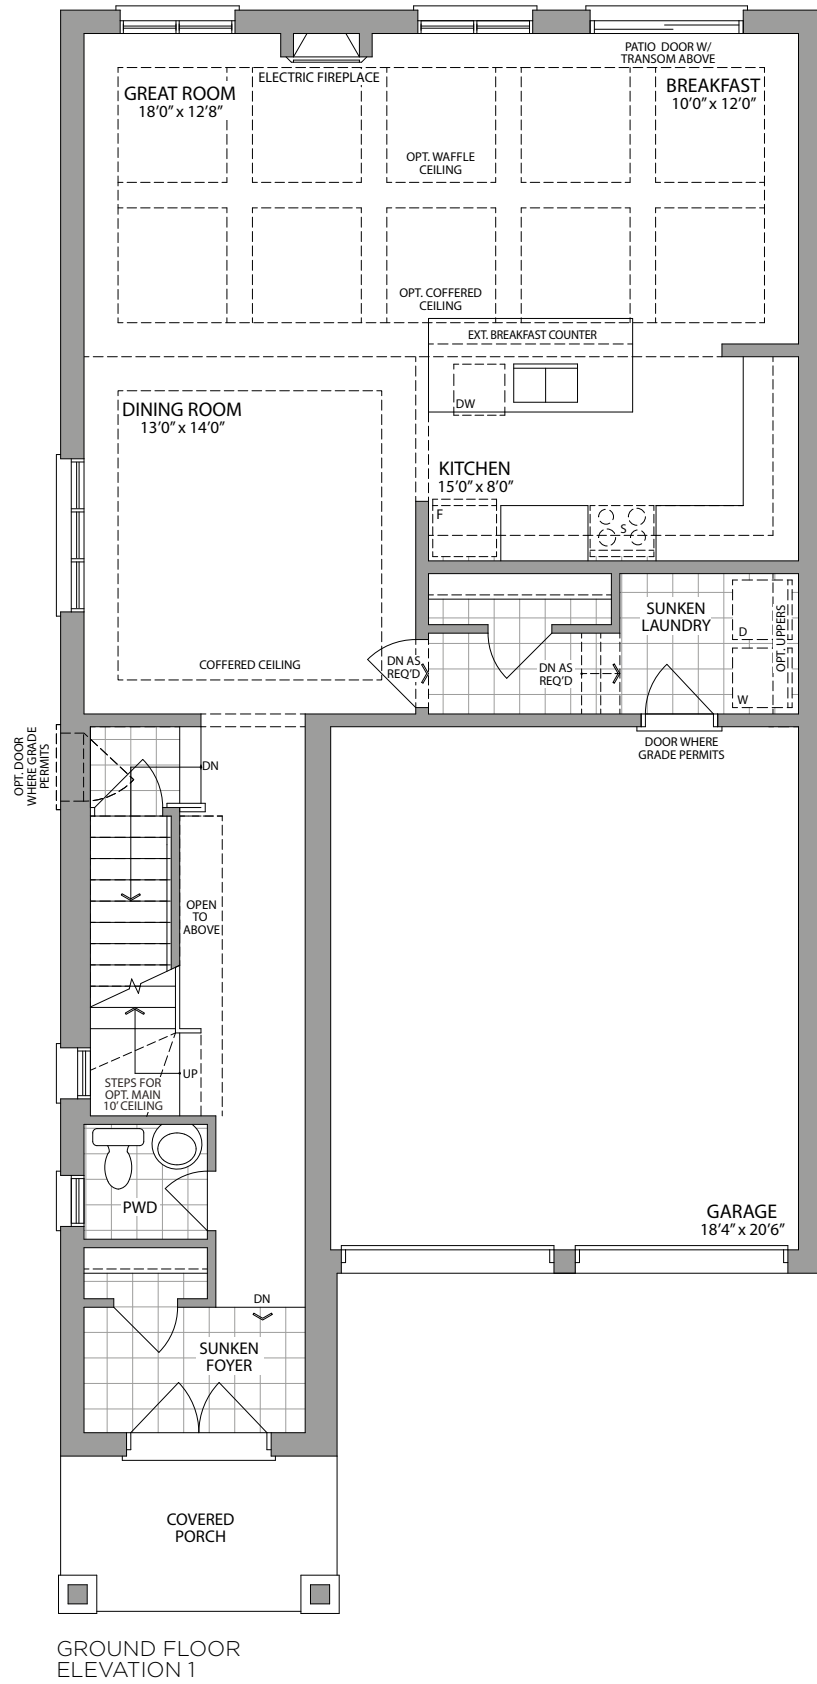 PATIO DOOR W/
TRANSOM ABOVE
ELECTRIC FIREPLACE
GREAT ROOM
18'0" x 12'8"
BREAKFAST
10'0" x 12'0"
OPT. WAFFLE
CEILING
OPT. COFFERED
CEILING
EXT. BREAKFAST COUNTER
DW
DINING ROOM
13'0" x 14'0"
KITCHEN
15'0" x 8'0"
F
S
SUNKEN
LAUNDRY
D
OPT. UPPERS
W
COFFERED CEILING
DN AS
REQ'D
DN AS
REQ'D
DOOR WHERE
GRADE PERMITS
OPT. DOOR
WHERE GRADE
PERMITS
DN
OPEN
TO
ABOVE
UP
STEPS FOR
OPT. MAIN
10' CEILING
PWD
GARAGE
18'4" x 20'6"
DN
SUNKEN
FOYER
COVERED
PORCH
GROUND FLOOR
ELEVATION 1